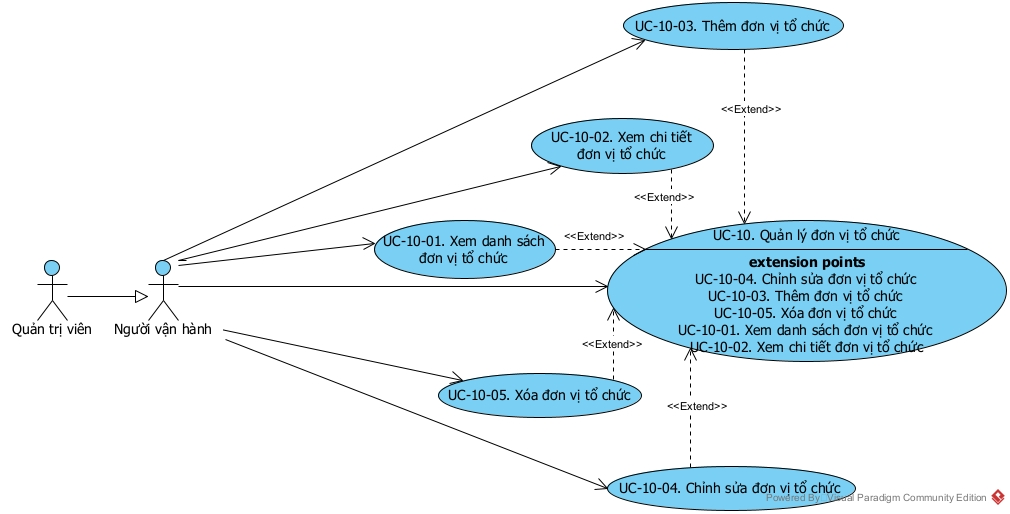 UC-10-03. Thêm đơn vị tổ chức
<<Extend>>
UC-10-02. Xem chi tiết
đơn vị tổ chức
<<Extend>>
UC-10-01. Xem danh sách
đơn vị tổ chức
<<Extend>>
UC-10. Quản lý đơn vị tổ chức
extension points
UC-10-04. Chỉnh sửa đơn vị tổ chức
UC-10-03. Thêm đơn vị tổ chức
UC-10-05. Xóa đơn vị tổ chức
UC-10-01. Xem danh sách đơn vị tổ chức
UC-10-02. Xem chi tiết đơn vị tổ chức
Quản trị viên
Người vận hành
<<Extend>>
UC-10-05. Xóa đơn vị tổ chức
<<Extend>>
UC-10-04. Chỉnh sửa đơn vị tổ chức
Powered By Visual Paradigm Community Edition